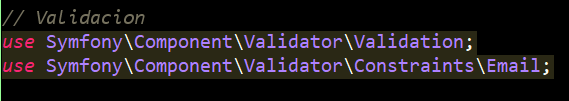 // Validacion
use Symfony\Component\Validator\Validation;
use Symfony\Component\Validator\Constraints\Email;